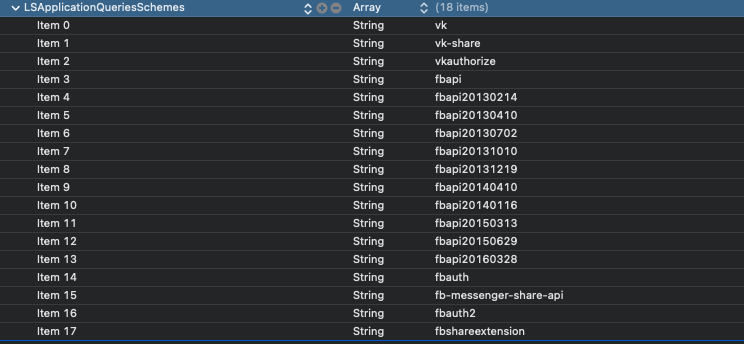 LSApplicationQueriesSchemes Array (18 items)
Item 0 String vk
Item 1 String vk-share
Item 2 String vkauthorize
Item 3 String fbapi
Item 4 String fbapi20130214
Item 5 String fbapi20130410
Item 6 String fbapi20130702
Item 7 String fbapi20131010
Item 8 String fbapi20131219
Item 9 String fbapi20140410
Item 10 String fbapi20140116
Item 11 String fbapi20150313
Item 12 String fbapi20150629
Item 13 String fbapi20160328
Item 14 String fbauth
Item 15 String fb-messenger-share-api
Item 16 String fbauth2
Item 17 String fbshareextension